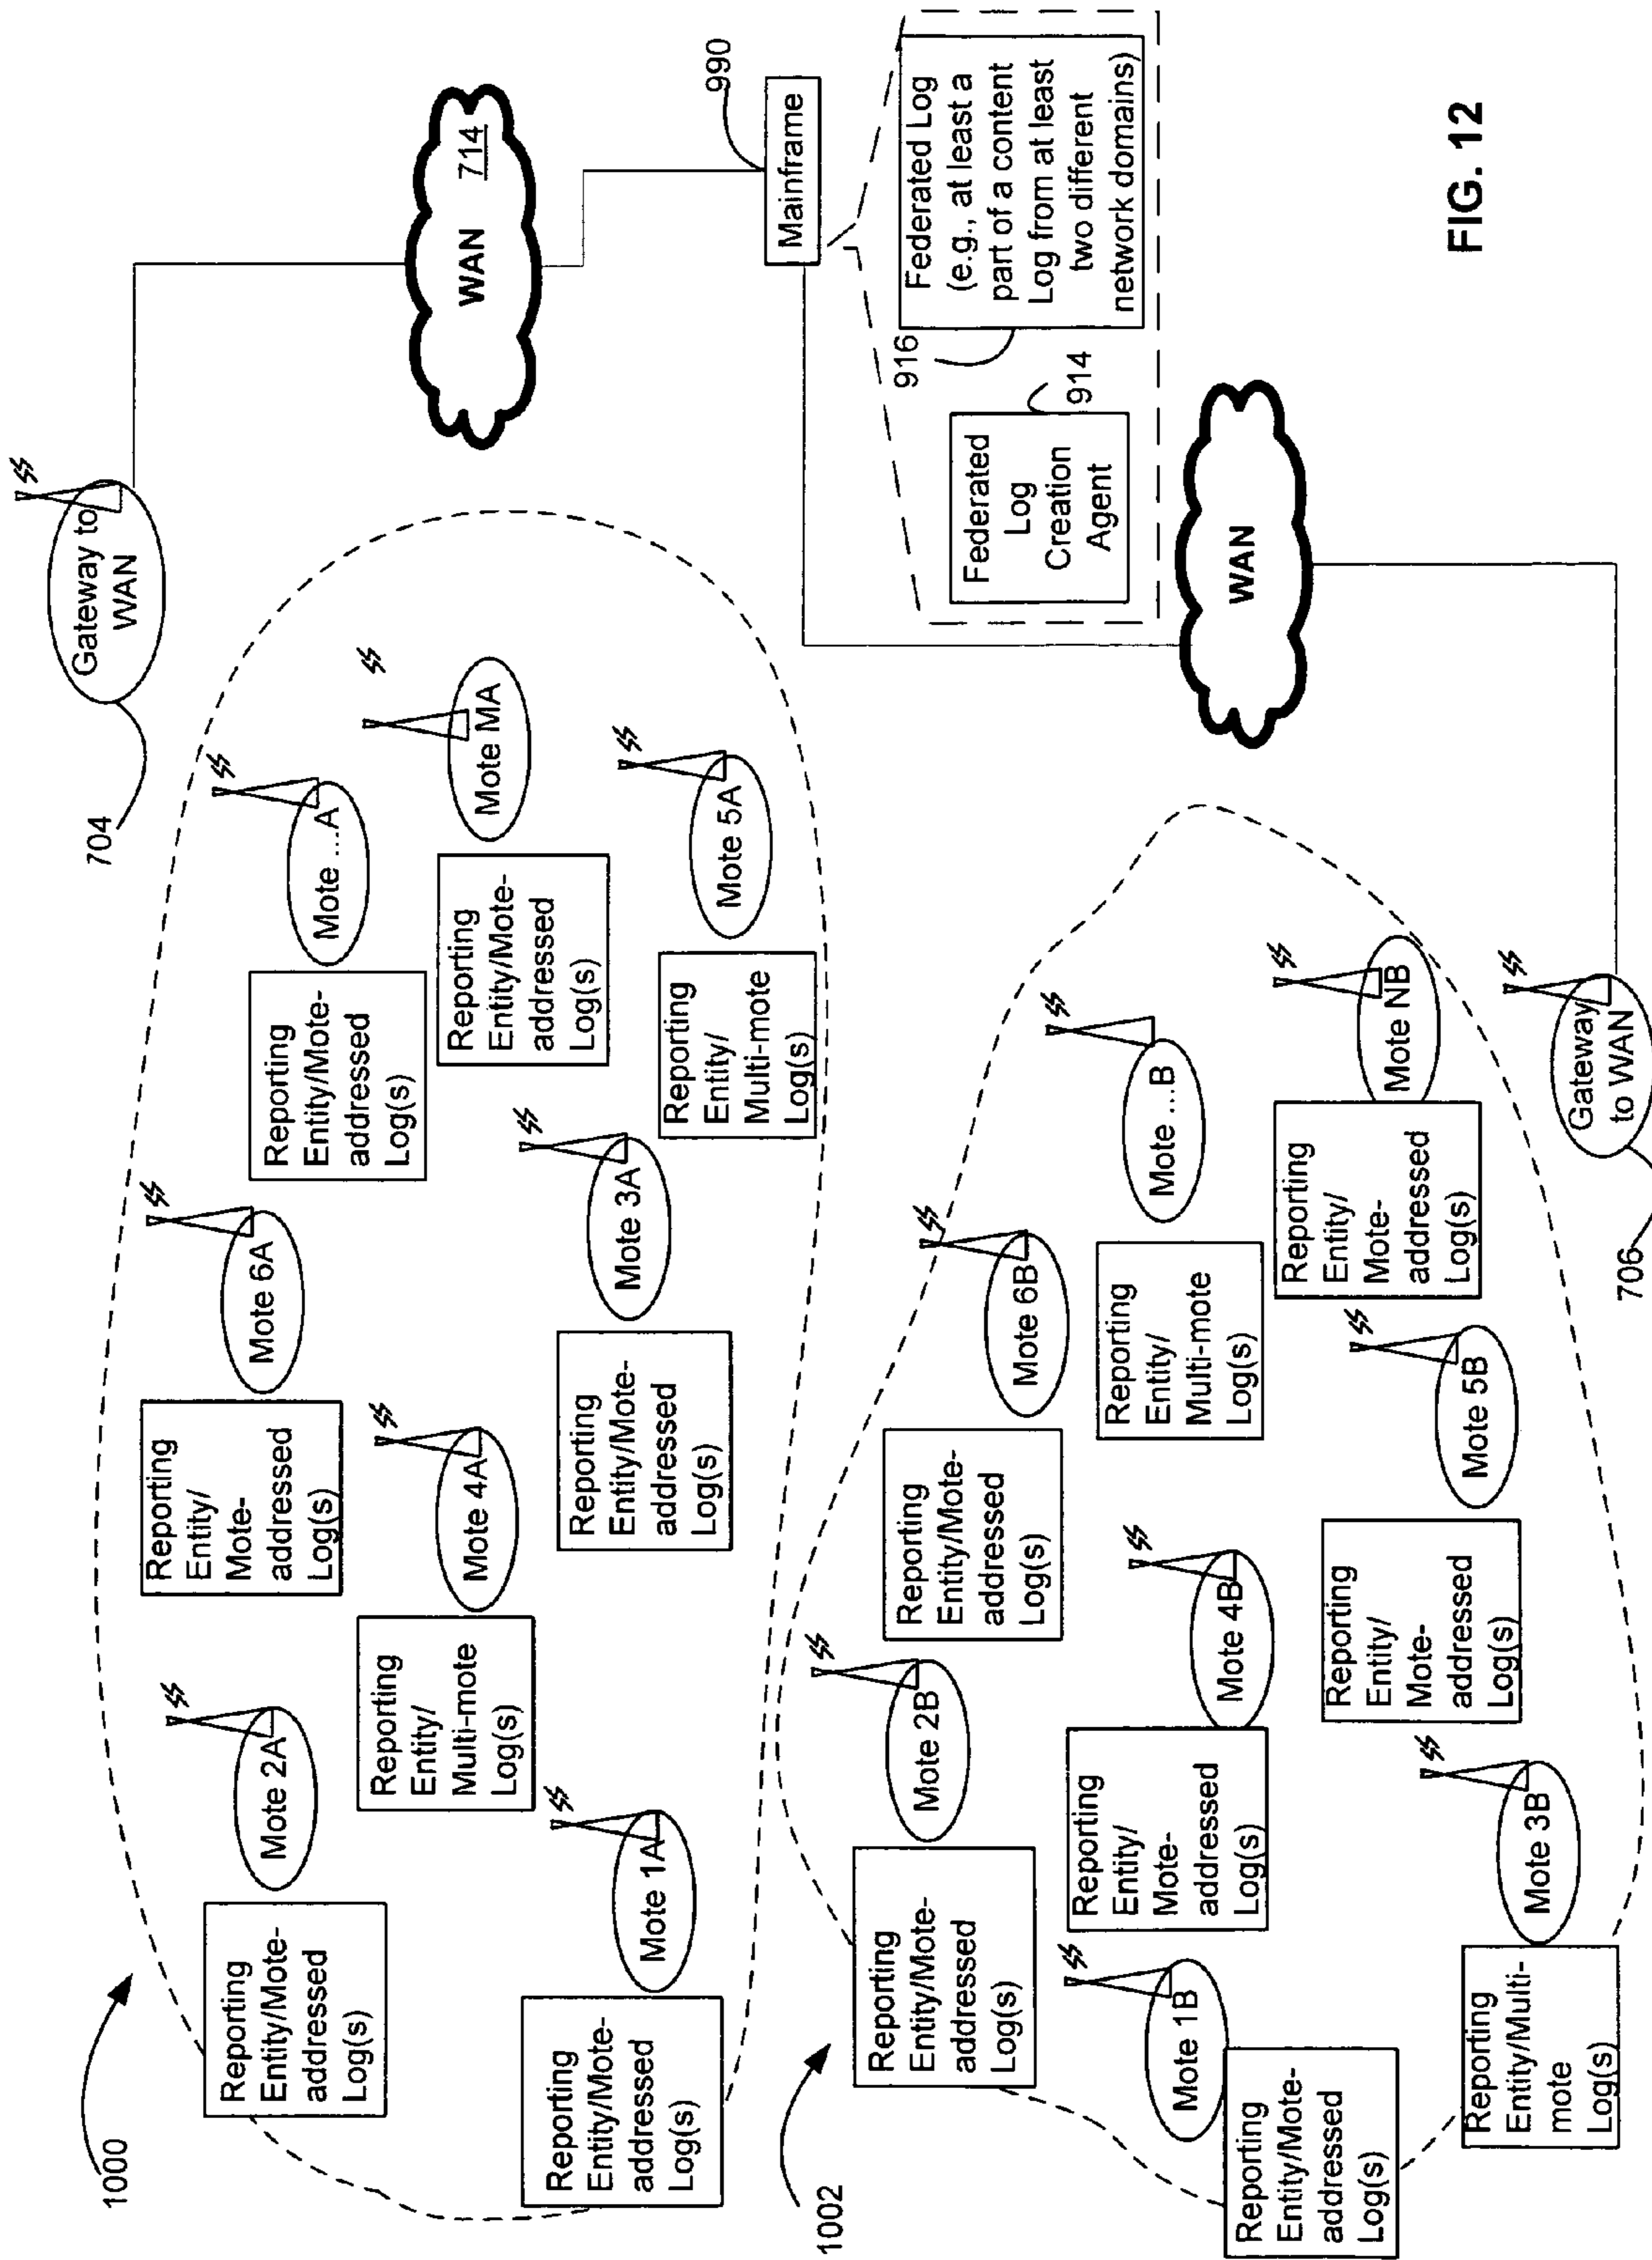 1000
Reporting
Entity/Mote-
addressed
Log(s)
Mote 2A
Reporting
Entity/
Mote-
addressed
Log(s)
Mote 6A
Reporting
Entity/Mote-
addressed
Log(s)
Mote ...A
704
Gateway to
WAN
Reporting
Entity/Mote-
addressed
Log(s)
Mote 1A
Reporting
Entity/
Multi-mote
Log(s)
Mote 4A
Reporting
Entity/Mote-
addressed
Log(s)
Mote 3A
Reporting
Entity/Mote-
addressed
Log(s)
Mote MA
Reporting
Entity/
Multi-mote
Log(s)
Mote 5A
WAN
714
990
Mainframe
1002
Reporting
Entity/Mote-
addressed
Log(s)
Mote 2B
Reporting
Entity/Mote-
addressed
Log(s)
Mote 6B
Reporting
Entity/Mote-
addressed
Log(s)
Mote 1B
Reporting
Entity/
Mote-
addressed
Log(s)
Mote 4B
Reporting
Entity/
Multi-mote
Log(s)
Mote ...B
Reporting
Entity/Multi-
mote
Log(s)
Mote 3B
Reporting
Entity/
Mote-
addressed
Log(s)
Mote 5B
Reporting
Entity/
Mote-
addressed
Log(s)
Mote NB
706
Gateway
to WAN
WAN
Federated
Log
Creation
Agent
914
916
Federated Log
(e.g., at least a
part of a content
Log from at least
two different
network domains)
FIG. 12